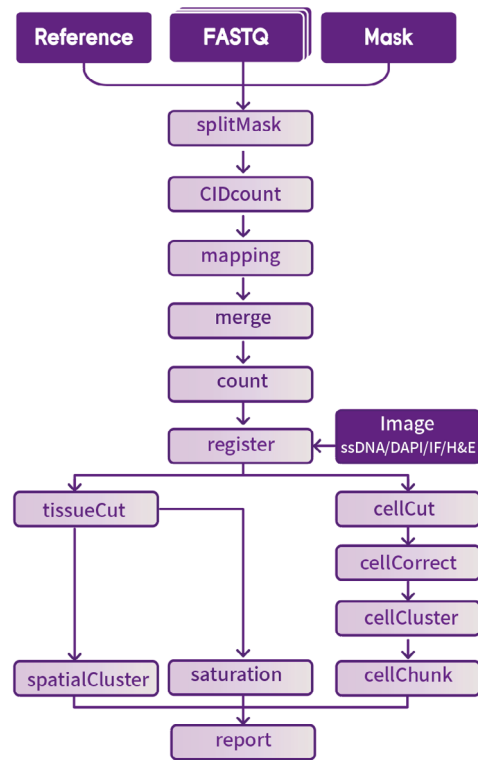 Reference
FASTQ
Mask
splitMask
CIDcount
mapping
merge
count
register
Image
ssDNA/DAPI/IF/H&E
tissueCut
cellCut
cellCorrect
cellCluster
spatialCluster
saturation
cellChunk
report